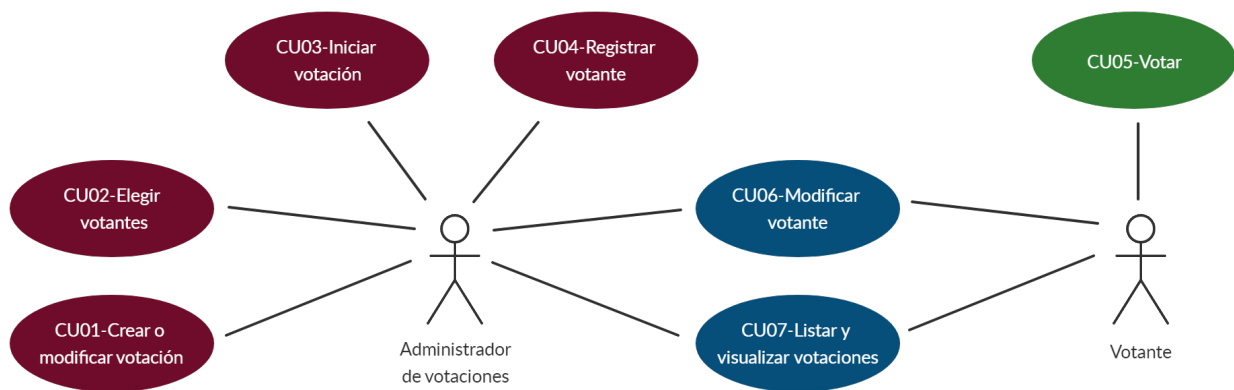 CU03-Iniciar
votación
CU04-Registrar
votante
CU05-Votar
CU02-Elegir
votantes
CU06-Modificar
votante
CU01-Crear o
modificar votación
CU07-Listar y
visualizar votaciones
Administrador
de votaciones
Votante